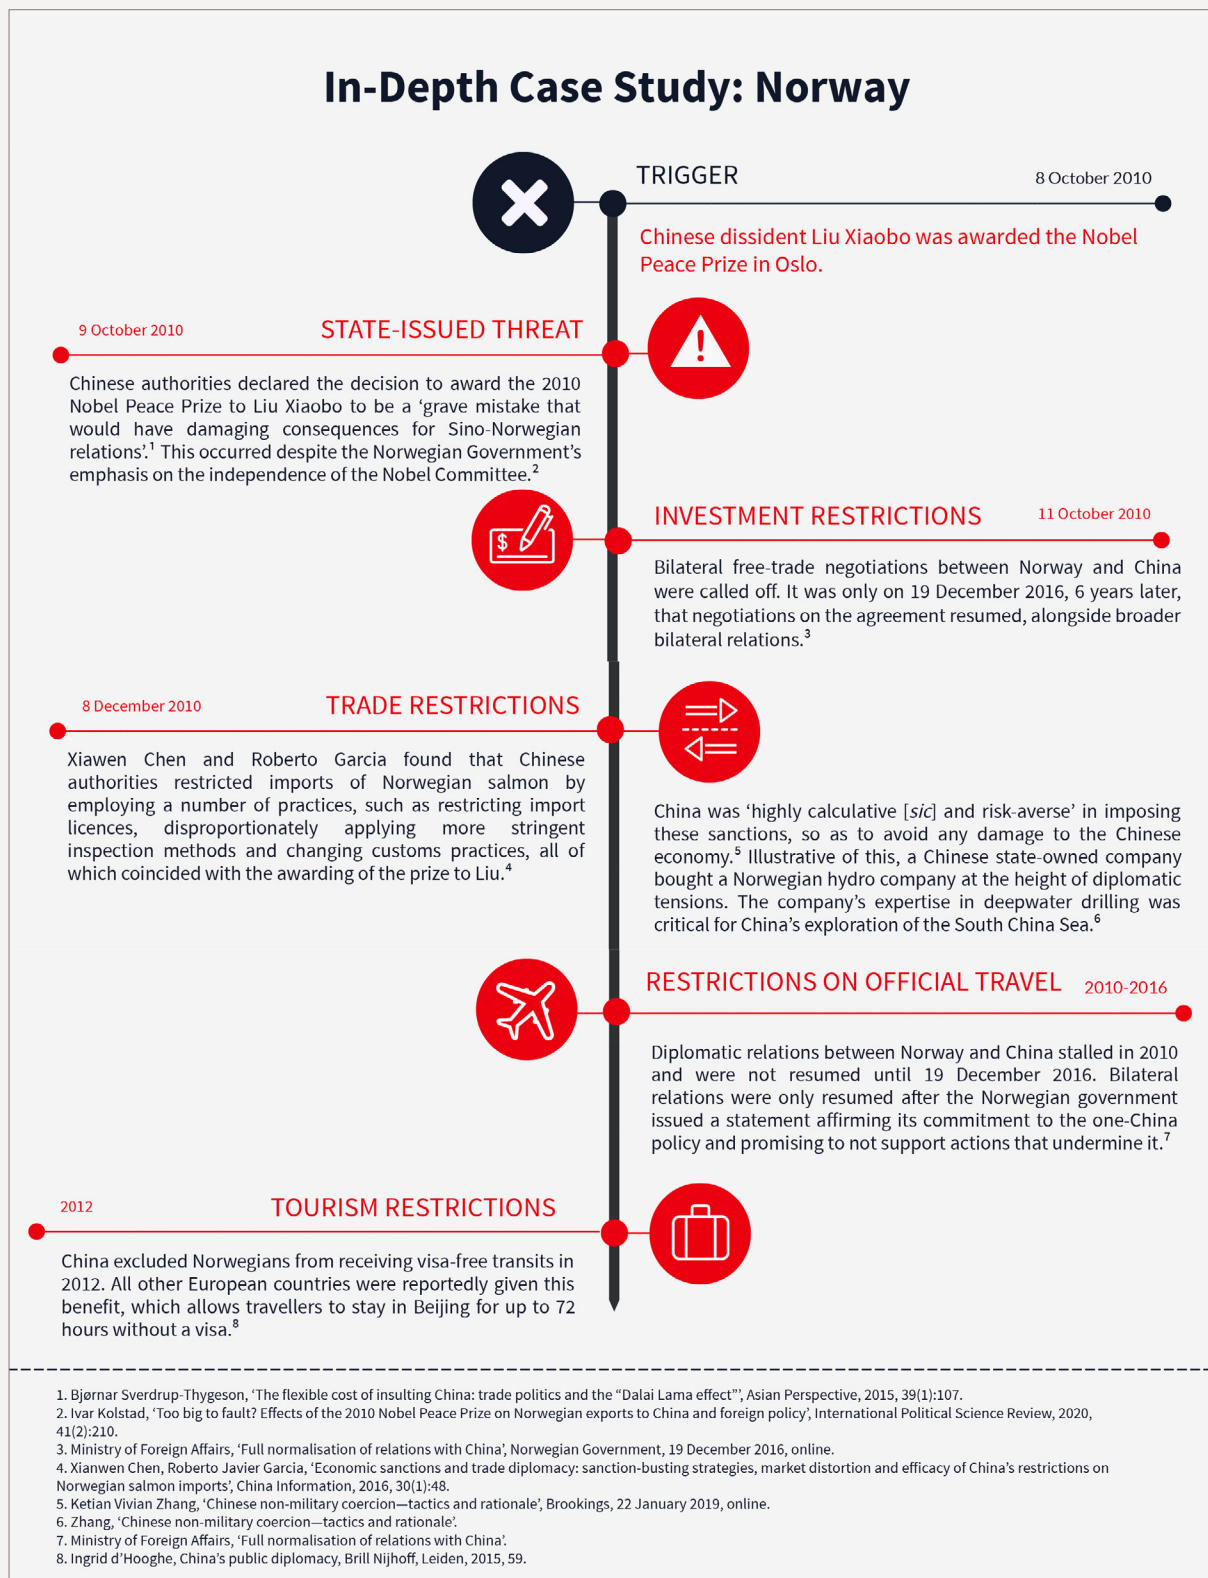 In-Depth Case Study: Norway
TRIGGER
8 October 2010
Chinese dissident Liu Xiaobo was awarded the Nobel
Peace Prize in Oslo.
9 October 2010
STATE-ISSUED THREAT
Chinese authorities declared the decision to award the 2010
Nobel Peace Prize to Liu Xiaobo to be a ‘grave mistake that
would have damaging consequences for Sino-Norwegian
relations’.¹ This occurred despite the Norwegian Government’s
emphasis on the independence of the Nobel Committee.²
$
INVESTMENT RESTRICTIONS
11 October 2010
Bilateral free-trade negotiations between Norway and China
were called off. It was only on 19 December 2016, 6 years later,
that negotiations on the agreement resumed, alongside broader
bilateral relations.³
8 December 2010
TRADE RESTRICTIONS
Xiawen Chen and Roberto Garcia found that Chinese
authorities restricted imports of Norwegian salmon by
employing a number of practices, such as restricting import
licences, disproportionately applying more stringent
inspection methods and changing customs practices, all of
which coincided with the awarding of the prize to Liu.⁴
China was ‘highly calculative [sic] and risk-averse’ in imposing
these sanctions, so as to avoid any damage to the Chinese
economy.⁵ Illustrative of this, a Chinese state-owned company
bought a Norwegian hydro company at the height of diplomatic
tensions. The company’s expertise in deepwater drilling was
critical for China’s exploration of the South China Sea.⁶
RESTRICTIONS ON OFFICIAL TRAVEL
2010-2016
Diplomatic relations between Norway and China stalled in 2010
and were not resumed until 19 December 2016. Bilateral
relations were only resumed after the Norwegian government
issued a statement affirming its commitment to the one-China
policy and promising to not support actions that undermine it.⁷
2012
TOURISM RESTRICTIONS
China excluded Norwegians from receiving visa-free transits in
2012. All other European countries were reportedly given this
benefit, which allows travellers to stay in Beijing for up to 72
hours without a visa.⁸
1. Bjørnar Sverdrup-Thygeson, ‘The flexible cost of insulting China: trade politics and the “Dalai Lama effect”’, Asian Perspective, 2015, 39(1):107.
2. Ivar Kolstad, ‘Too big to fault? Effects of the 2010 Nobel Peace Prize on Norwegian exports to China and foreign policy’, International Political Science Review, 2020,
41(2):210.
3. Ministry of Foreign Affairs, ‘Full normalisation of relations with China’, Norwegian Government, 19 December 2016, online.
4. Xianwen Chen, Roberto Javier Garcia, ‘Economic sanctions and trade diplomacy: sanction-busting strategies, market distortion and efficacy of China’s restrictions on
Norwegian salmon imports’, China Information, 2016, 30(1):48.
5. Ketian Vivian Zhang, ‘Chinese non-military coercion—tactics and rationale’, Brookings, 22 January 2019, online.
6. Zhang, ‘Chinese non-military coercion—tactics and rationale’.
7. Ministry of Foreign Affairs, ‘Full normalisation of relations with China’.
8. Ingrid d’Hooghe, China’s public diplomacy, Brill Nijhoff, Leiden, 2015, 59.